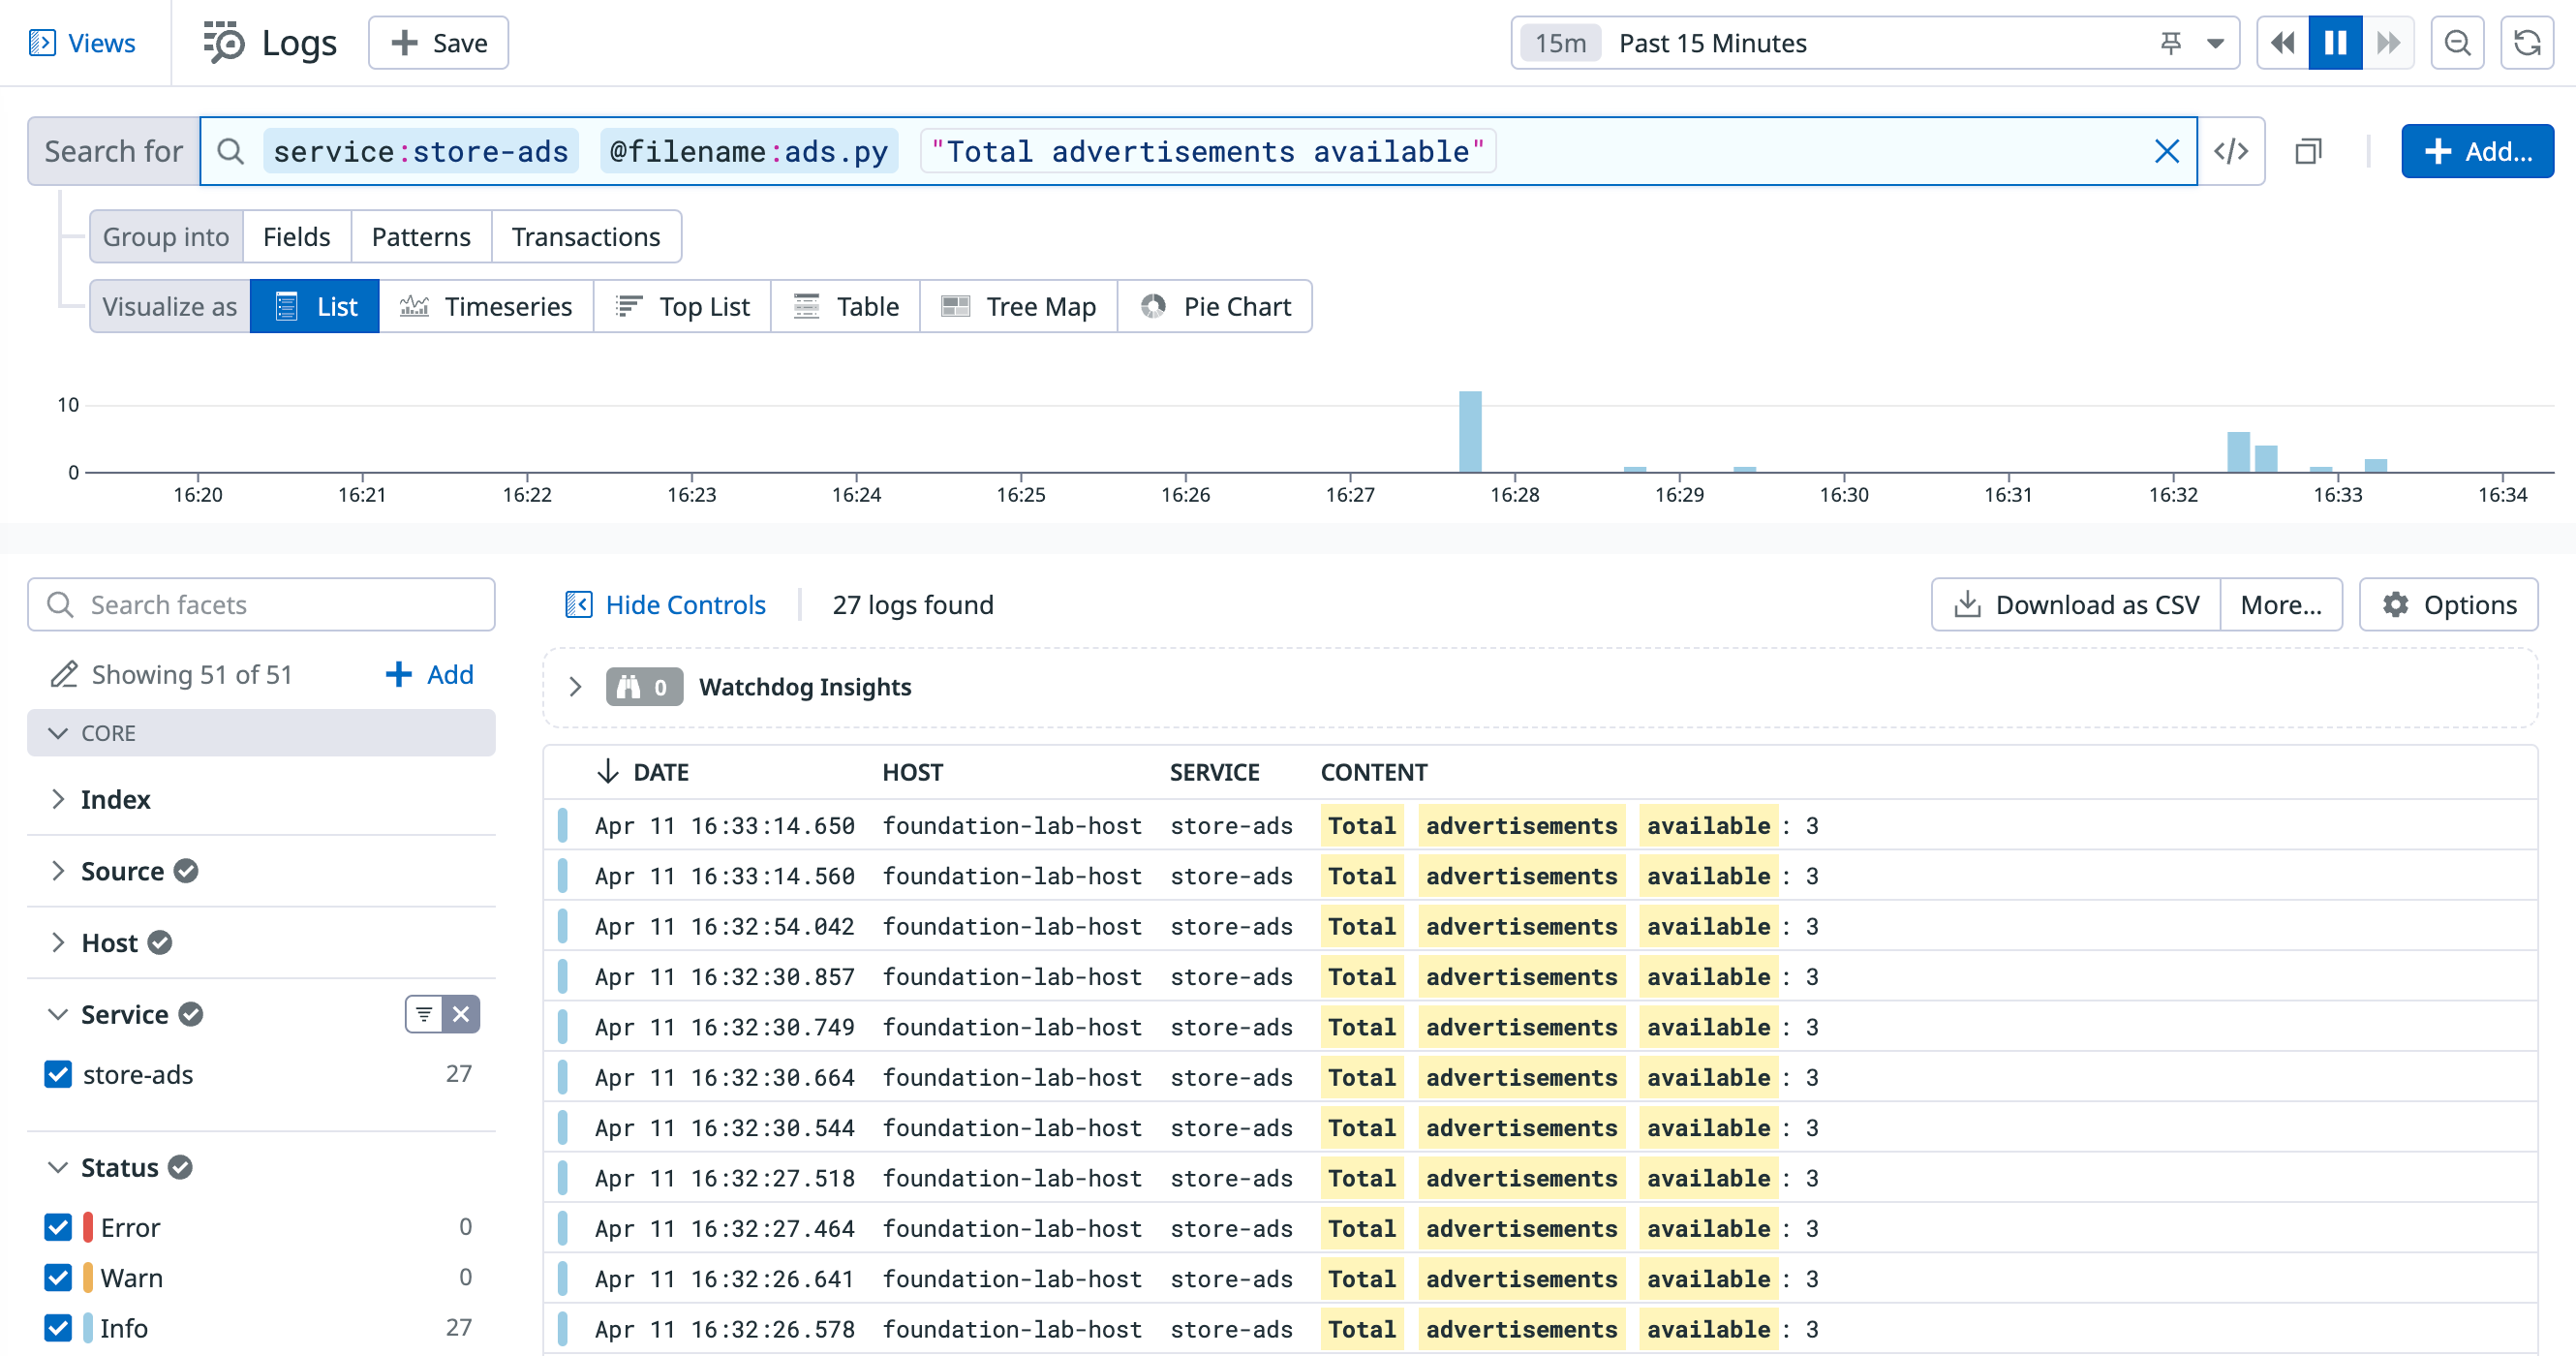 Views Logs + Save 15m Past 15 Minutes
Search for service:store-ads @filename:ads.py "Total advertisements available" </> + Add...
Group into Fields Patterns Transactions
Visualize as List Timeseries Top List Table Tree Map Pie Chart
10
0
16:20 16:21 16:22 16:23 16:24 16:25 16:26 16:27 16:28 16:29 16:30 16:31 16:32 16:33 16:34
Search facets
Showing 51 of 51 + Add
CORE
Index
Source
Host
Service
store-ads 27
Status
Error 0
Warn 0
Info 27
Hide Controls 27 logs found Download as CSV More... Options
0 Watchdog Insights
DATE HOST SERVICE CONTENT
Apr 11 16:33:14.650 foundation-lab-host store-ads Total advertisements available: 3
Apr 11 16:33:14.560 foundation-lab-host store-ads Total advertisements available: 3
Apr 11 16:32:54.042 foundation-lab-host store-ads Total advertisements available: 3
Apr 11 16:32:30.857 foundation-lab-host store-ads Total advertisements available: 3
Apr 11 16:32:30.749 foundation-lab-host store-ads Total advertisements available: 3
Apr 11 16:32:30.664 foundation-lab-host store-ads Total advertisements available: 3
Apr 11 16:32:30.544 foundation-lab-host store-ads Total advertisements available: 3
Apr 11 16:32:27.518 foundation-lab-host store-ads Total advertisements available: 3
Apr 11 16:32:27.464 foundation-lab-host store-ads Total advertisements available: 3
Apr 11 16:32:26.641 foundation-lab-host store-ads Total advertisements available: 3
Apr 11 16:32:26.578 foundation-lab-host store-ads Total advertisements available: 3